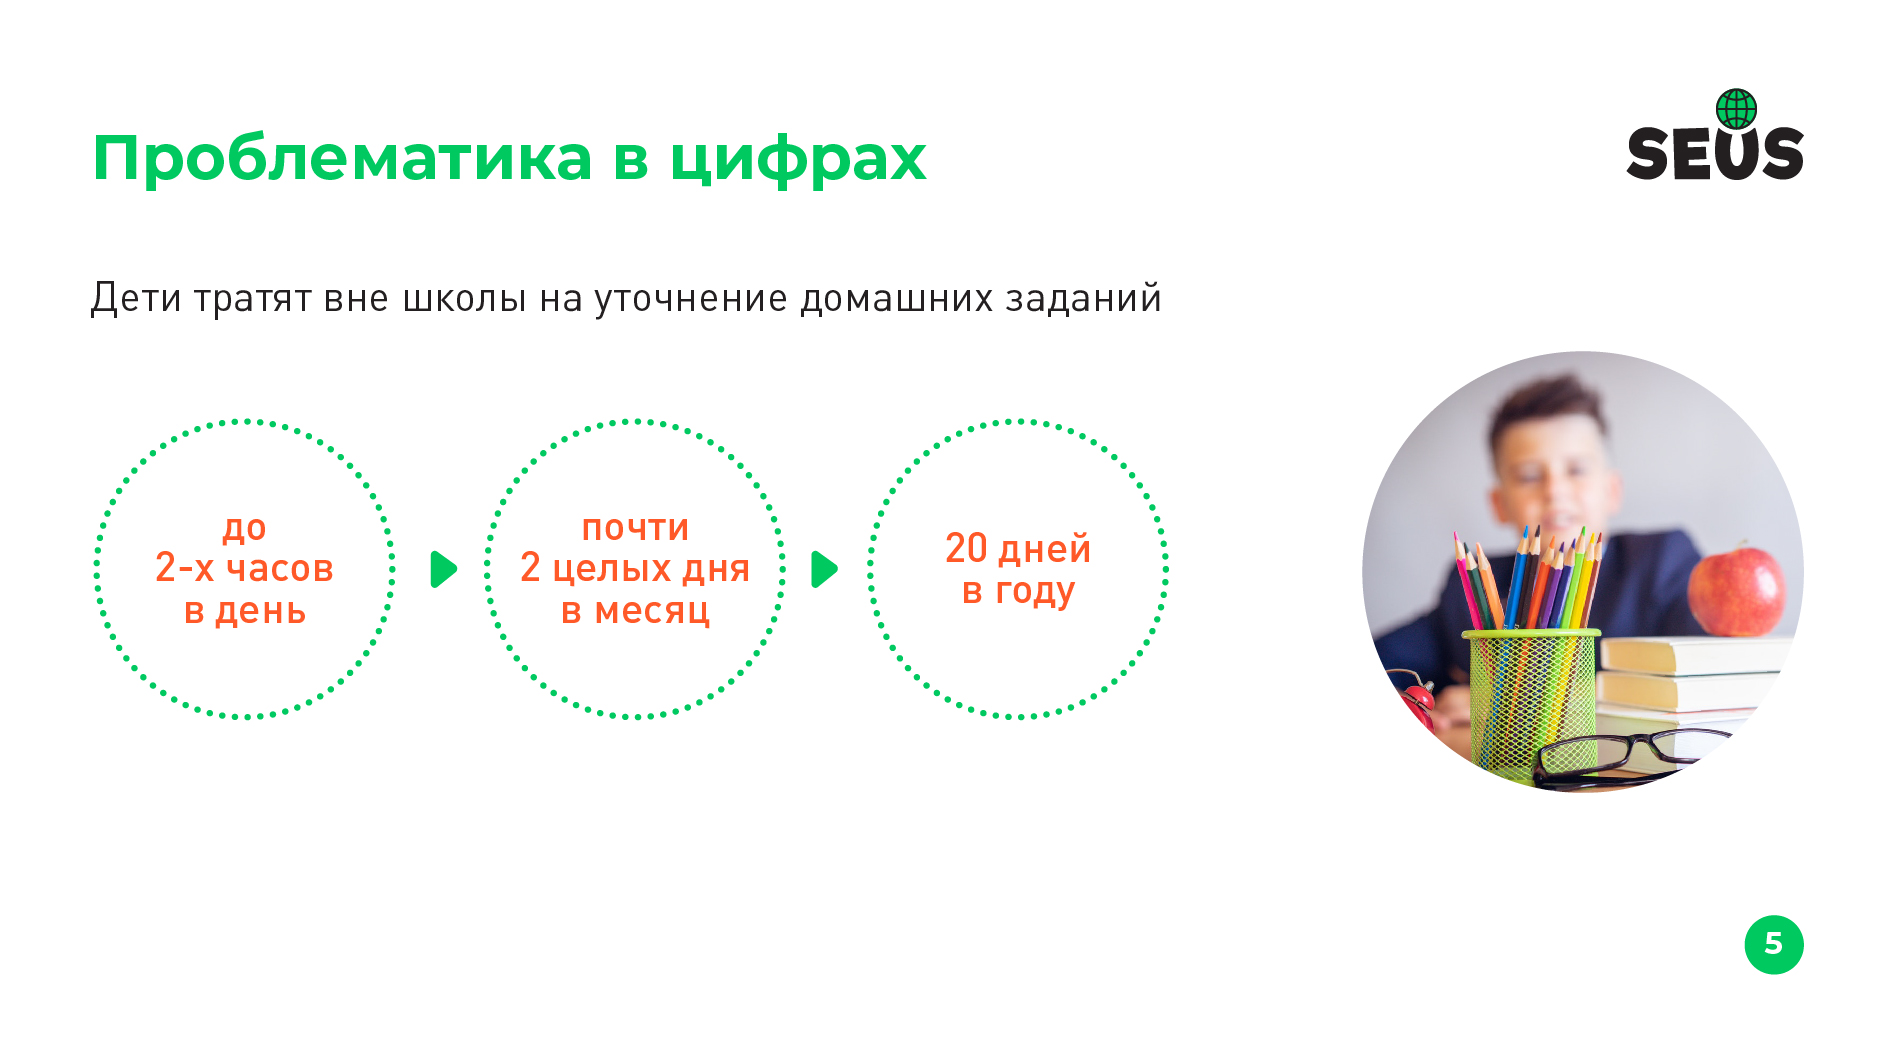 Проблематика в цифрах
SEUS
Дети тратят вне школы на уточнение домашних заданий
до
2-х часов
в день
почти
2 целых дня
в месяц
20 дней
в году
5